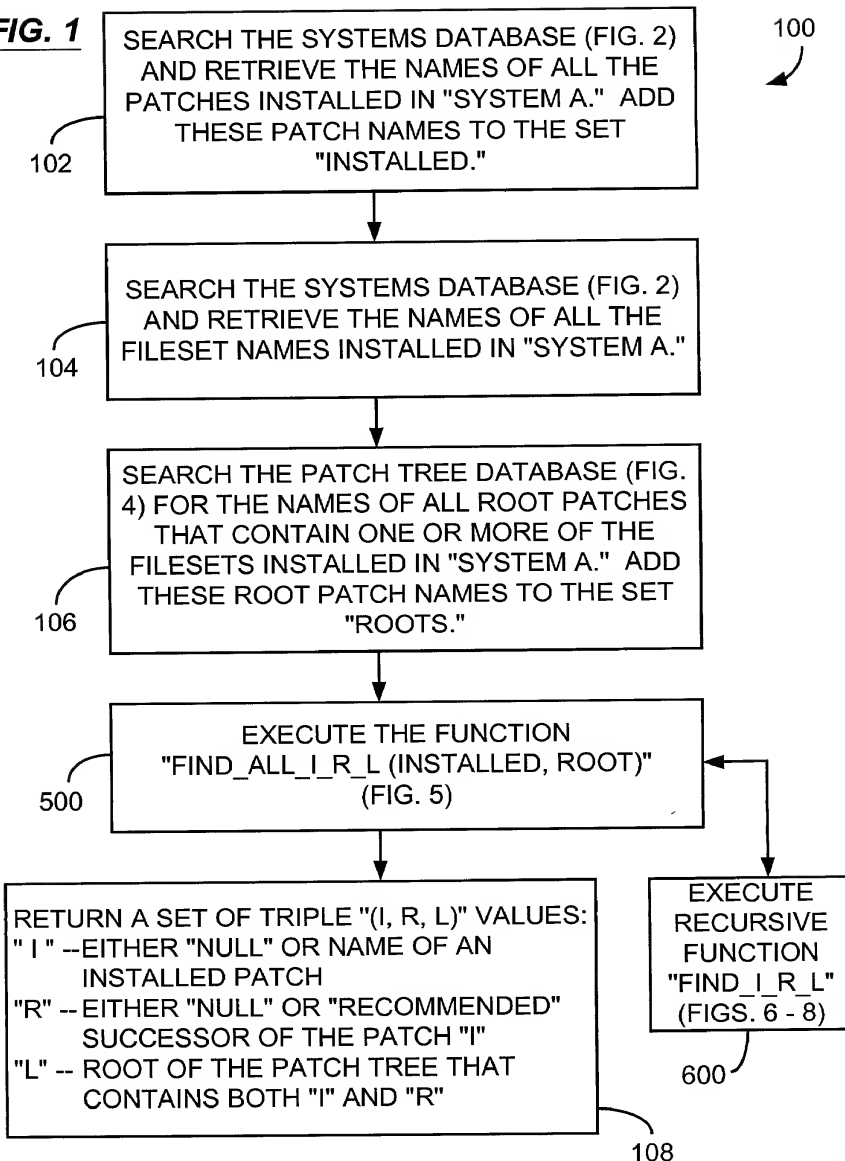 FIG. 1
100
SEARCH THE SYSTEMS DATABASE (FIG. 2)
AND RETRIEVE THE NAMES OF ALL THE
PATCHES INSTALLED IN "SYSTEM A." ADD
THESE PATCH NAMES TO THE SET
"INSTALLED."
102
SEARCH THE SYSTEMS DATABASE (FIG. 2)
AND RETRIEVE THE NAMES OF ALL THE
FILESET NAMES INSTALLED IN "SYSTEM A."
104
SEARCH THE PATCH TREE DATABASE (FIG.
4) FOR THE NAMES OF ALL ROOT PATCHES
THAT CONTAIN ONE OR MORE OF THE
FILESETS INSTALLED IN "SYSTEM A." ADD
THESE ROOT PATCH NAMES TO THE SET
"ROOTS."
106
EXECUTE THE FUNCTION
"FIND_ALL_I_R_L (INSTALLED, ROOT)"
(FIG. 5)
500
RETURN A SET OF TRIPLE "(I, R, L)" VALUES:
" I " --EITHER "NULL" OR NAME OF AN
INSTALLED PATCH
"R" -- EITHER "NULL" OR "RECOMMENDED"
SUCCESSOR OF THE PATCH "I"
"L" -- ROOT OF THE PATCH TREE THAT
CONTAINS BOTH "I" AND "R"
108
EXECUTE
RECURSIVE
FUNCTION
"FIND_I_R_L"
(FIGS. 6 - 8)
600